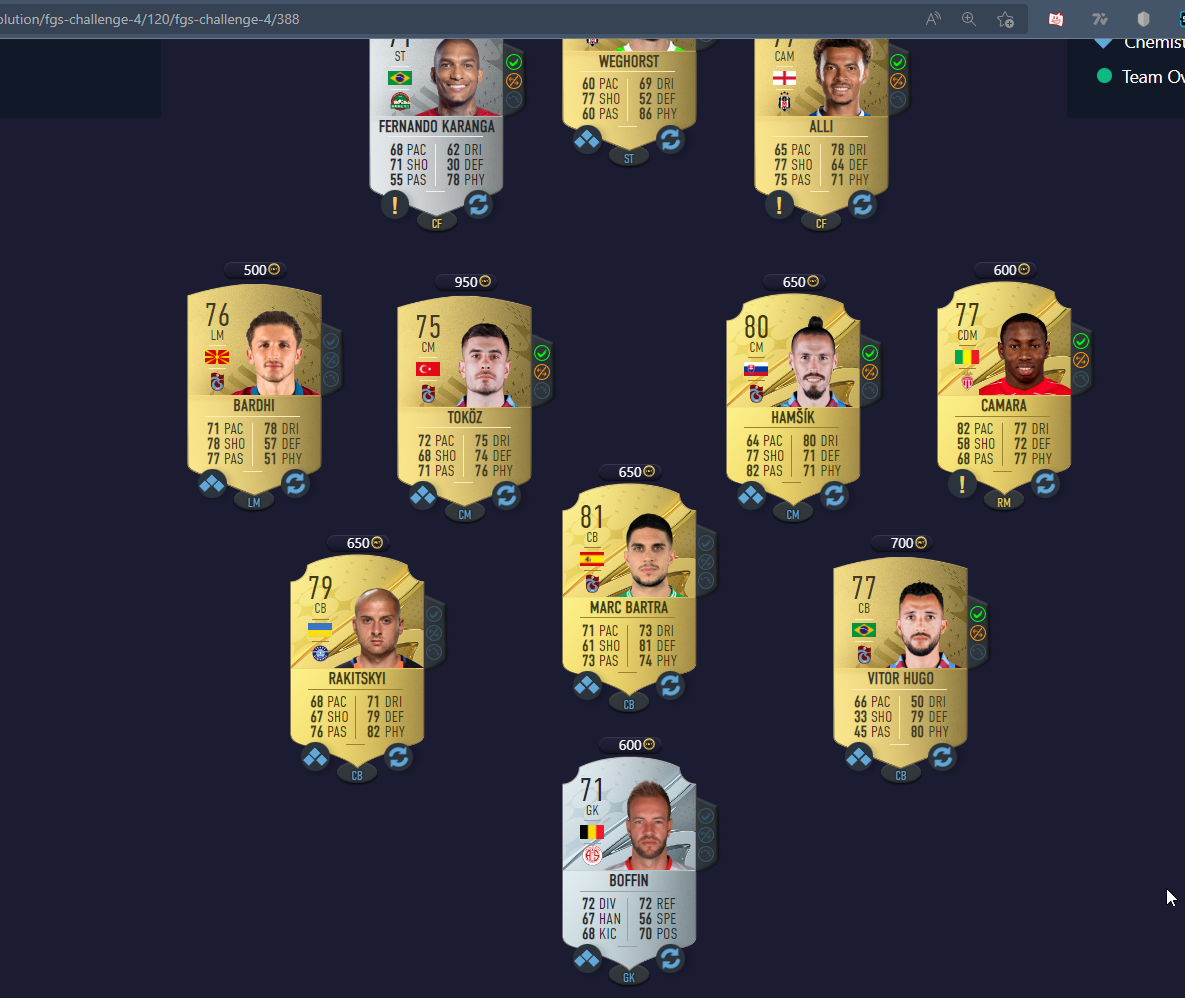 olution/fgs-challenge-4/120/fgs-challenge-4/388
Chemist
Team Ov
71
ST
FERNANDO KARANGA
68 PAC 62 DRI
71 SHO 30 DEF
55 PAS 78 PHY
!
CF
WEGHORST
60 PAC 69 DRI
77 SHO 52 DEF
60 PAS 86 PHY
ST
77
CAM
ALLI
65 PAC 78 DRI
77 SHO 64 DEF
75 PAS 71 PHY
!
CF
500
76
LM
BARDHI
71 PAC 78 DRI
78 SHO 57 DEF
77 PAS 51 PHY
LM
950
75
CM
TOKÖZ
72 PAC 75 DRI
68 SHO 74 DEF
71 PAS 76 PHY
CM
650
80
CM
HAMŠÍK
64 PAC 80 DRI
77 SHO 71 DEF
82 PAS 71 PHY
CM
600
77
CDM
CAMARA
82 PAC 77 DRI
58 SHO 72 DEF
68 PAS 77 PHY
!
RM
650
79
CB
RAKITSKYI
68 PAC 71 DRI
67 SHO 79 DEF
76 PAS 82 PHY
CB
650
81
CB
MARC BARTRA
71 PAC 73 DRI
61 SHO 81 DEF
73 PAS 74 PHY
CB
700
77
CB
VITOR HUGO
66 PAC 50 DRI
33 SHO 79 DEF
45 PAS 80 PHY
CB
600
71
GK
BOFFIN
72 DIV 72 REF
67 HAN 56 SPE
68 KIC 70 POS
GK